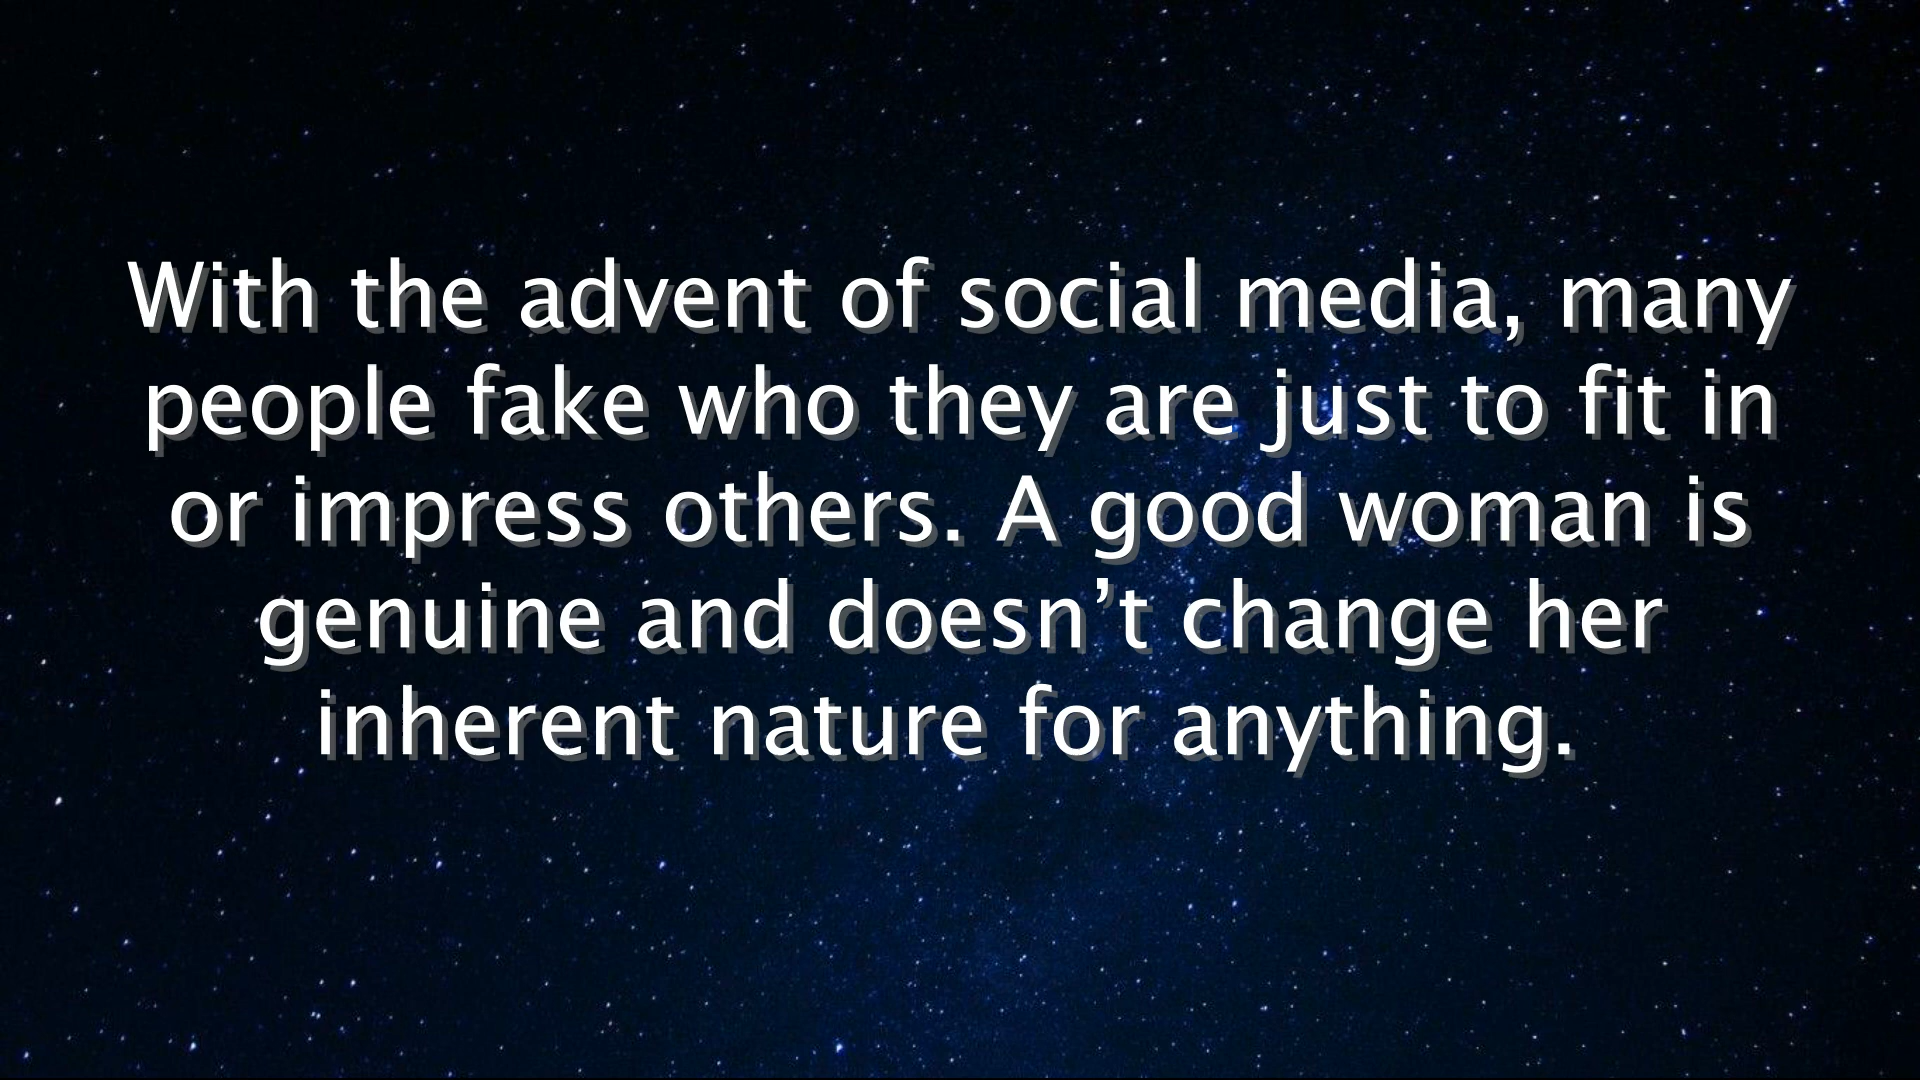 With the advent of social media, many
people fake who they are just to fit in
or impress others. A good woman is
genuine and doesn’t change her
inherent nature for anything.